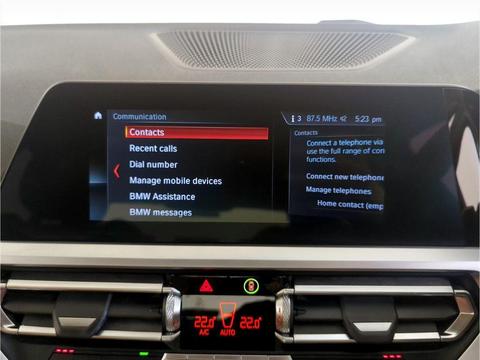 Communication
i 3 87.5 MHz 5:23 pm
Contacts
Recent calls
Dial number
Manage mobile devices
BMW Assistance
BMW messages
Contacts
Connect a telephone via
use the full range of con
functions.
Connect new telephone
Manage telephones
Home contact (emp
22.0 22.0
A/C AUTO